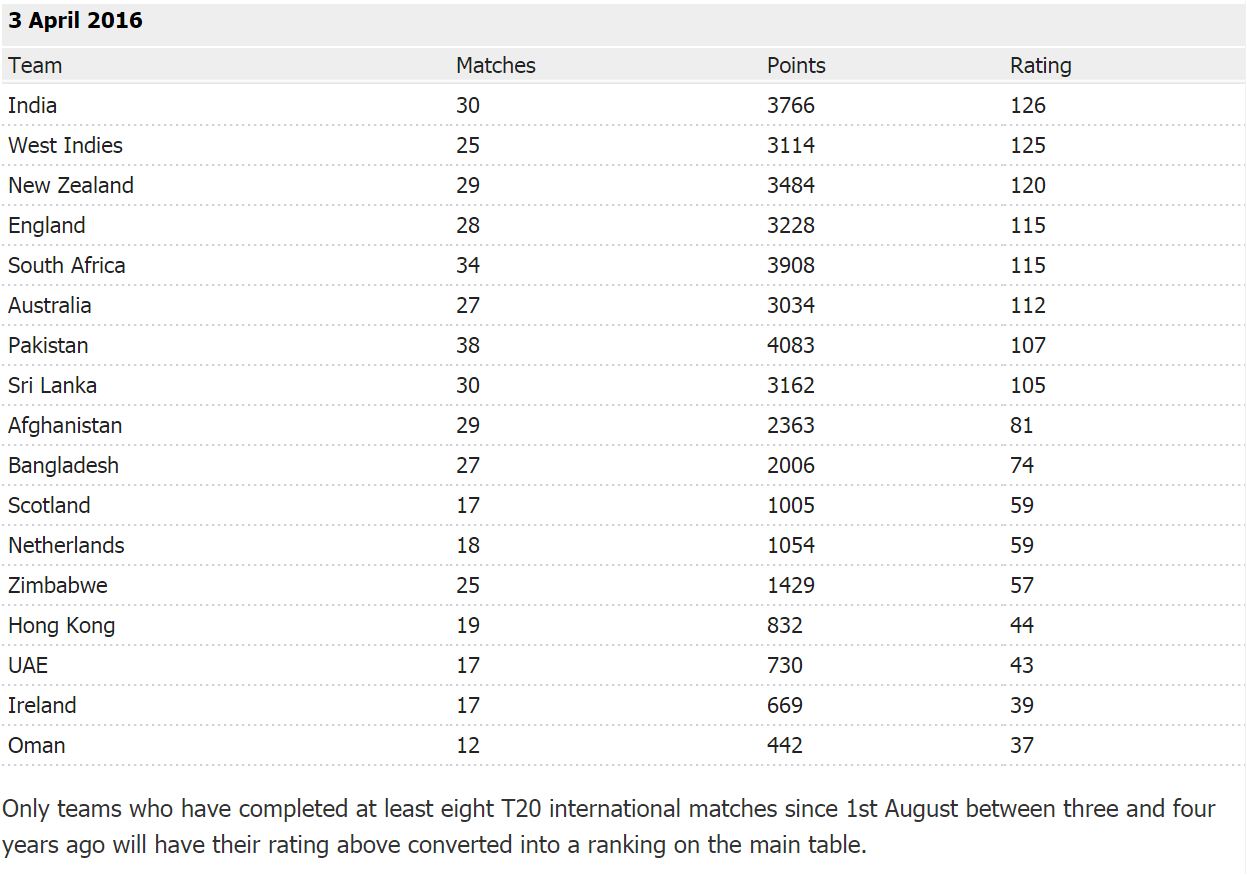 3 April 2016
Team Matches Points Rating
India 30 3766 126
West Indies 25 3114 125
New Zealand 29 3484 120
England 28 3228 115
South Africa 34 3908 115
Australia 27 3034 112
Pakistan 38 4083 107
Sri Lanka 30 3162 105
Afghanistan 29 2363 81
Bangladesh 27 2006 74
Scotland 17 1005 59
Netherlands 18 1054 59
Zimbabwe 25 1429 57
Hong Kong 19 832 44
UAE 17 730 43
Ireland 17 669 39
Oman 12 442 37
Only teams who have completed at least eight T20 international matches since 1st August between three and four
years ago will have their rating above converted into a ranking on the main table.